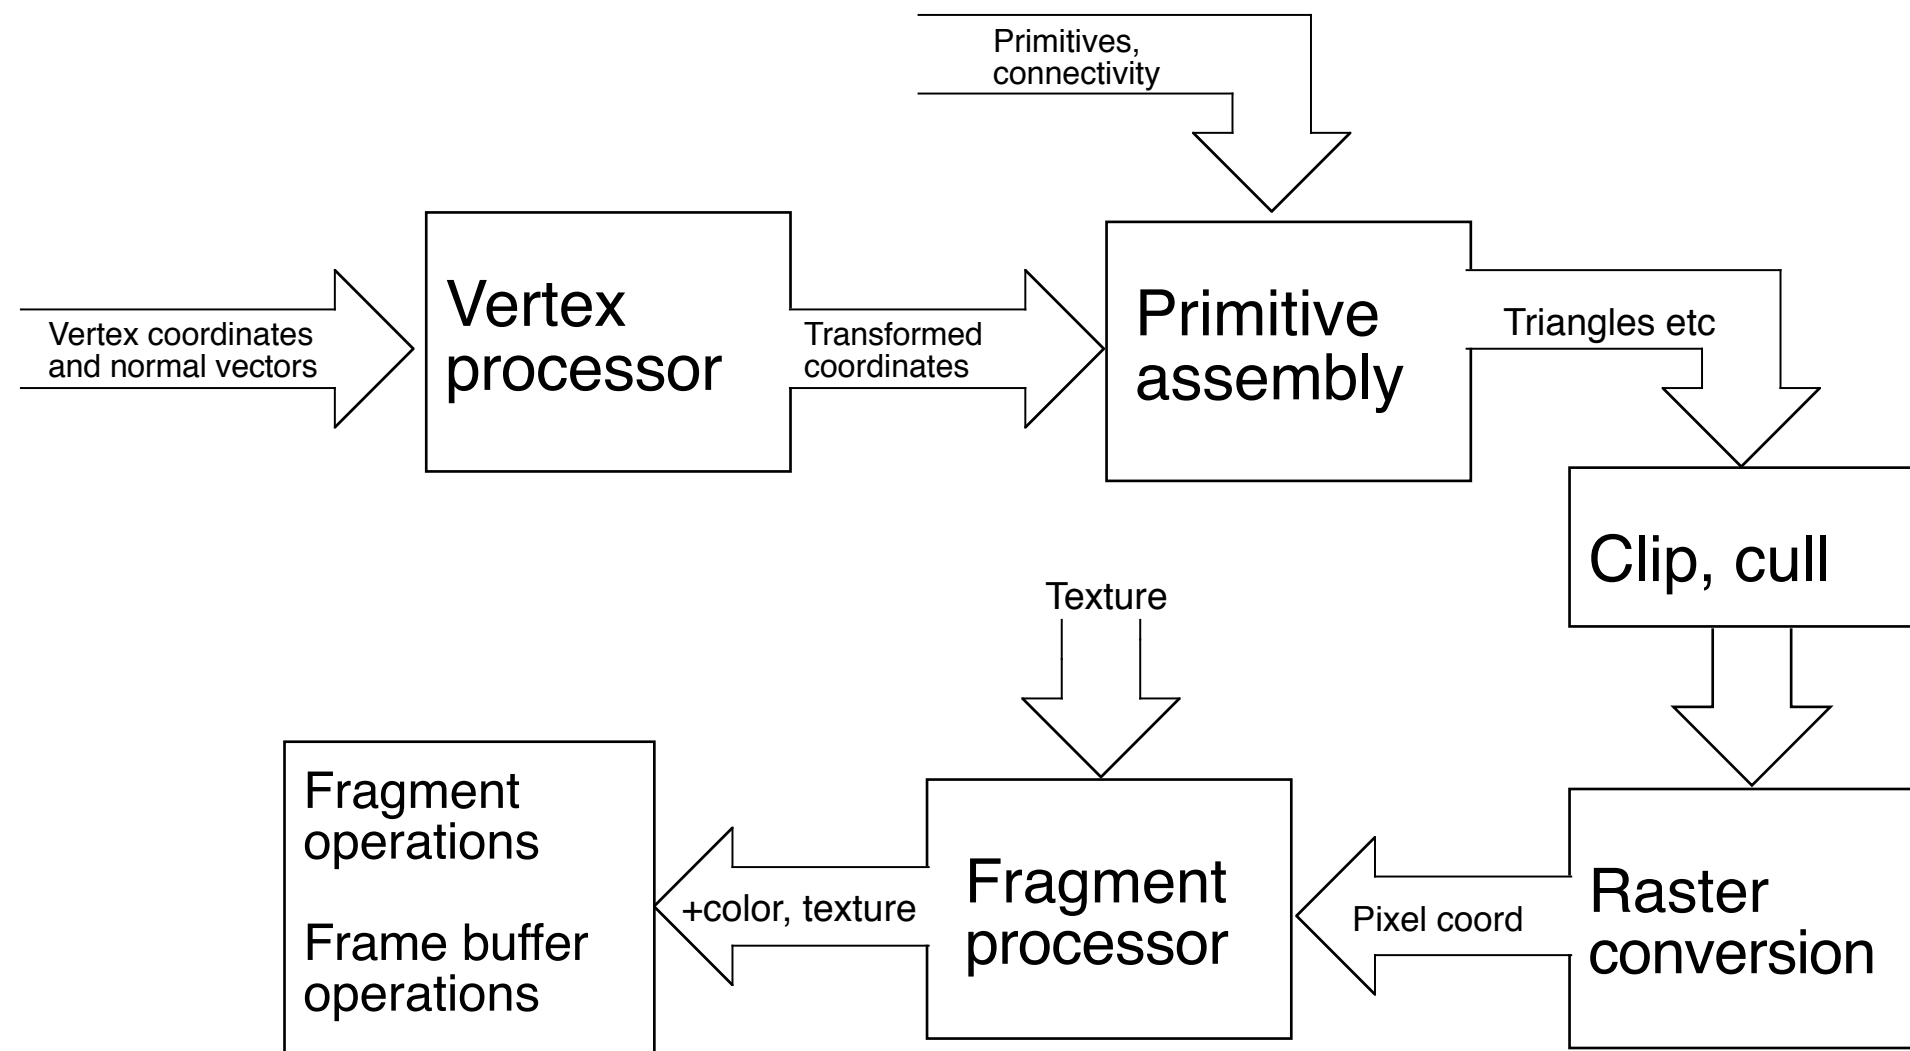 Primitives,
connectivity
Vertex coordinates
and normal vectors
Vertex
processor
Transformed
coordinates
Primitive
assembly
Triangles etc
Clip, cull
Texture
Raster
conversion
Pixel coord
Fragment
processor
+color, texture
Fragment
operations
Frame buffer
operations